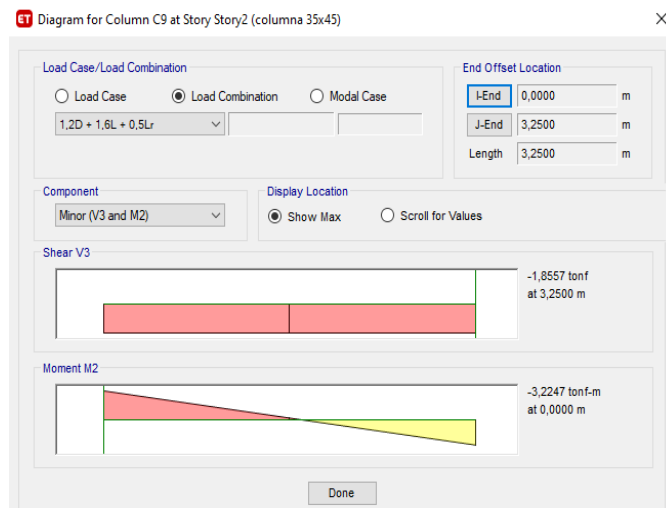 ET Diagram for Column C9 at Story Story2 (columna 35x45)
Load Case/Load Combination
Load Case Load Combination Modal Case
1,2D + 1,6L + 0,5Lr
End Offset Location
I-End 0,0000 m
J-End 3,2500 m
Length 3,2500 m
Component
Minor (V3 and M2)
Display Location
Show Max Scroll for Values
Shear V3
-1,8557 tonf
at 3,2500 m
Moment M2
-3,2247 tonf-m
at 0,0000 m
Done